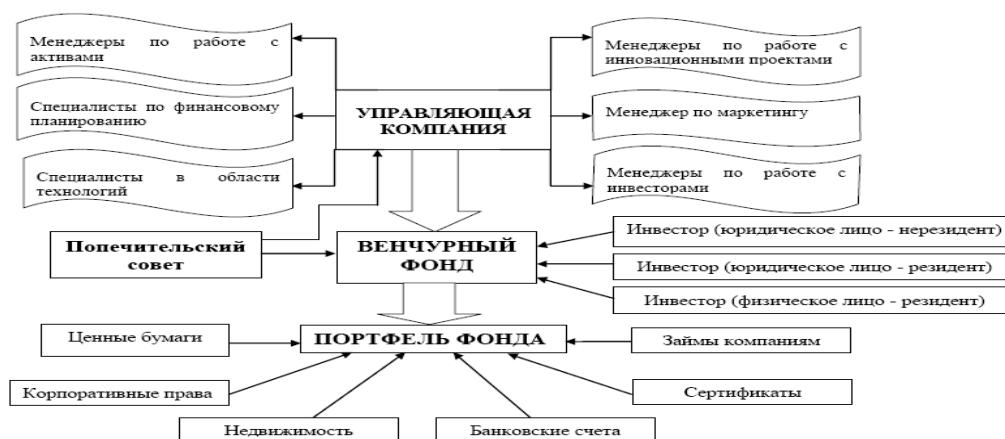 Менеджеры по работе с
активами
Менеджеры по работе с
инновационными проектами
Специалисты по финансовому
планированию
УПРАВЛЯЮЩАЯ
КОМПАНИЯ
Менеджер по маркетингу
Специалисты в области
технологий
Менеджеры по работе с
инвесторами
Попечительский
совет
ВЕНЧУРНЫЙ
ФОНД
Инвестор (юридическое лицо - нерезидент)
Инвестор (юридическое лицо - резидент)
Инвестор (физическое лицо - резидент)
Ценные бумаги
ПОРТФЕЛЬ ФОНДА
Займы компаниям
Корпоративные права
Сертификаты
Недвижимость
Банковские счета